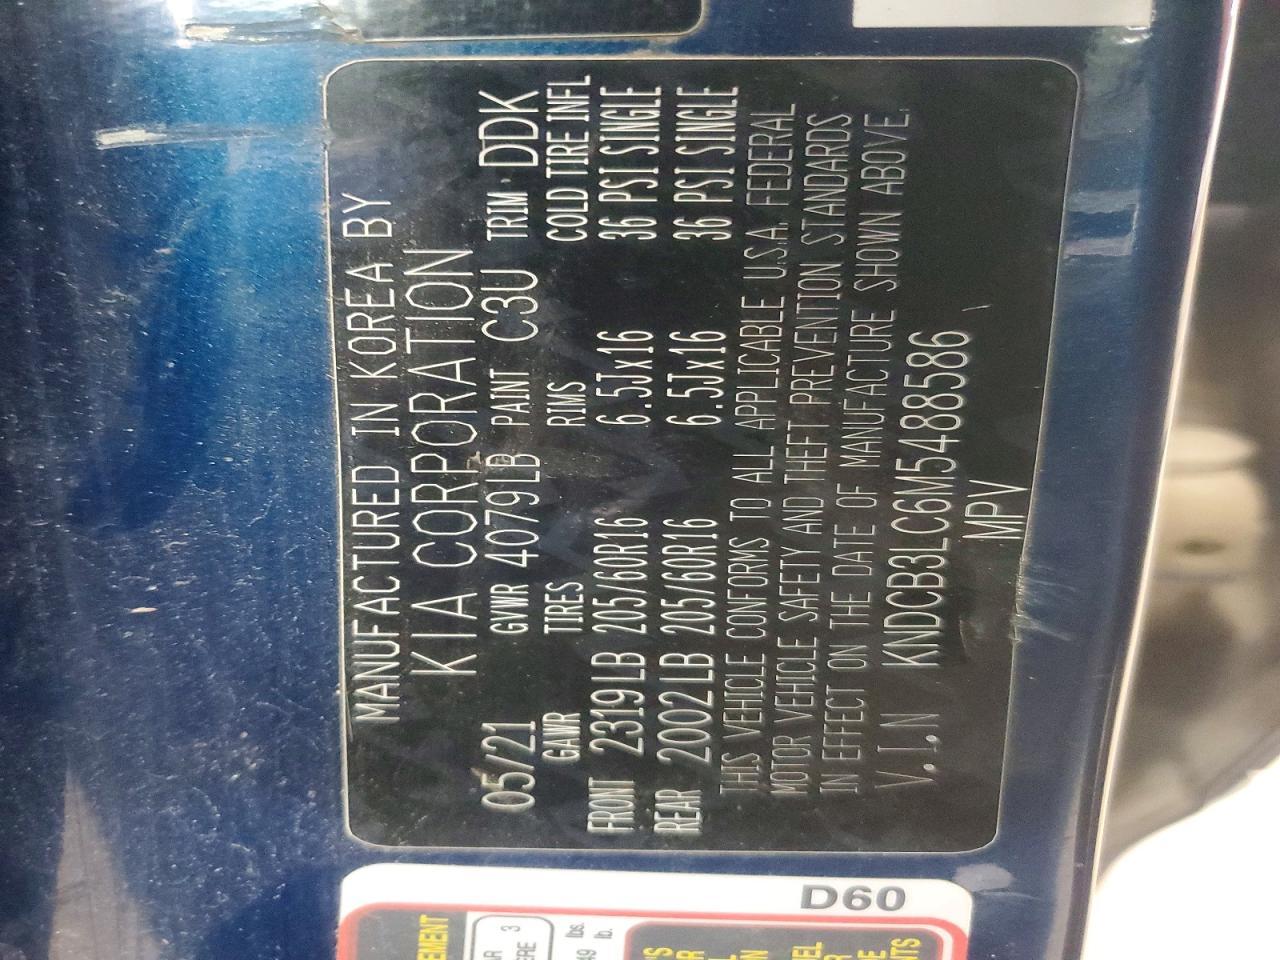 MANUFACTURED IN KOREA BY
KIA CORPORATION
05/21 GVWR 4079LB PAINT C3U TRIM DDK
GAWR TIRES RIMS COLD TIRE INFL
FRONT 2319LB 205/60R16 6.5Jx16 36 PSI SINGLE
REAR 2002LB 205/60R16 6.5Jx16 36 PSI SINGLE
THIS VEHICLE CONFORMS TO ALL APPLICABLE U.S.A. FEDERAL
MOTOR VEHICLE SAFETY AND THEFT PREVENTION STANDARDS
IN EFFECT ON THE DATE OF MANUFACTURE SHOWN ABOVE.
V.I.N KNDCB3LC6M5488586
MPV
D60